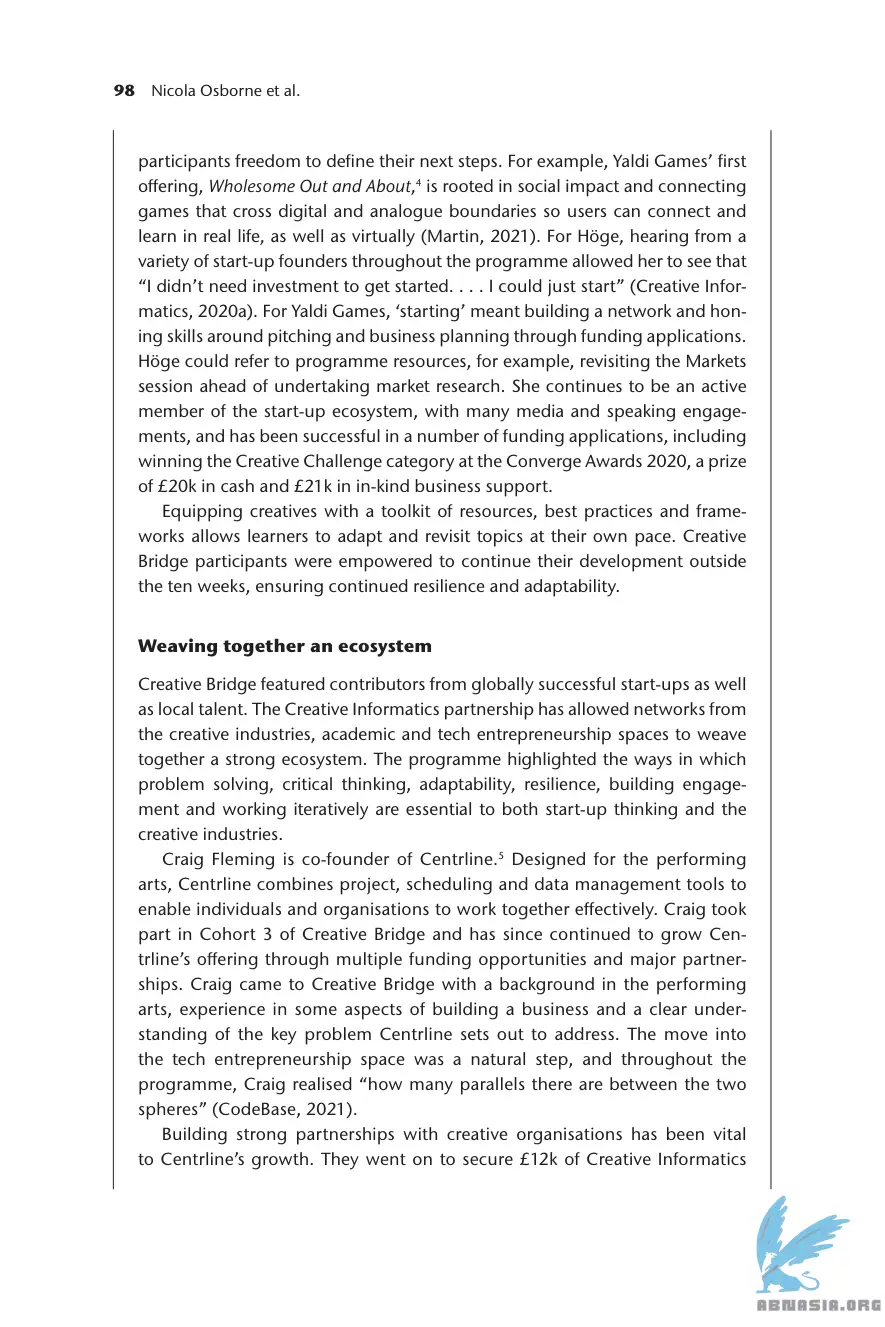 98 Nicola Osborne et al.
participants freedom to define their next steps. For example, Yaldi Games’ first
offering, Wholesome Out and About,4 is rooted in social impact and connecting
games that cross digital and analogue boundaries so users can connect and
learn in real life, as well as virtually (Martin, 2021). For Höge, hearing from a
variety of start-up founders throughout the programme allowed her to see that
“I didn’t need investment to get started. . . . I could just start” (Creative Infor-
matics, 2020a). For Yaldi Games, ‘starting’ meant building a network and hon-
ing skills around pitching and business planning through funding applications.
Höge could refer to programme resources, for example, revisiting the Markets
session ahead of undertaking market research. She continues to be an active
member of the start-up ecosystem, with many media and speaking engage-
ments, and has been successful in a number of funding applications, including
winning the Creative Challenge category at the Converge Awards 2020, a prize
of £20k in cash and £21k in in-kind business support.
Equipping creatives with a toolkit of resources, best practices and frame-
works allows learners to adapt and revisit topics at their own pace. Creative
Bridge participants were empowered to continue their development outside
the ten weeks, ensuring continued resilience and adaptability.
Weaving together an ecosystem
Creative Bridge featured contributors from globally successful start-ups as well
as local talent. The Creative Informatics partnership has allowed networks from
the creative industries, academic and tech entrepreneurship spaces to weave
together a strong ecosystem. The programme highlighted the ways in which
problem solving, critical thinking, adaptability, resilience, building engage-
ment and working iteratively are essential to both start-up thinking and the
creative industries.
Craig Fleming is co-founder of Centrline.5 Designed for the performing
arts, Centrline combines project, scheduling and data management tools to
enable individuals and organisations to work together effectively. Craig took
part in Cohort 3 of Creative Bridge and has since continued to grow Cen-
trline’s offering through multiple funding opportunities and major partner-
ships. Craig came to Creative Bridge with a background in the performing
arts, experience in some aspects of building a business and a clear under-
standing of the key problem Centrline sets out to address. The move into
the tech entrepreneurship space was a natural step, and throughout the
programme, Craig realised “how many parallels there are between the two
spheres” (CodeBase, 2021).
Building strong partnerships with creative organisations has been vital
to Centrline’s growth. They went on to secure £12k of Creative Informatics
ABNASIA.ORG